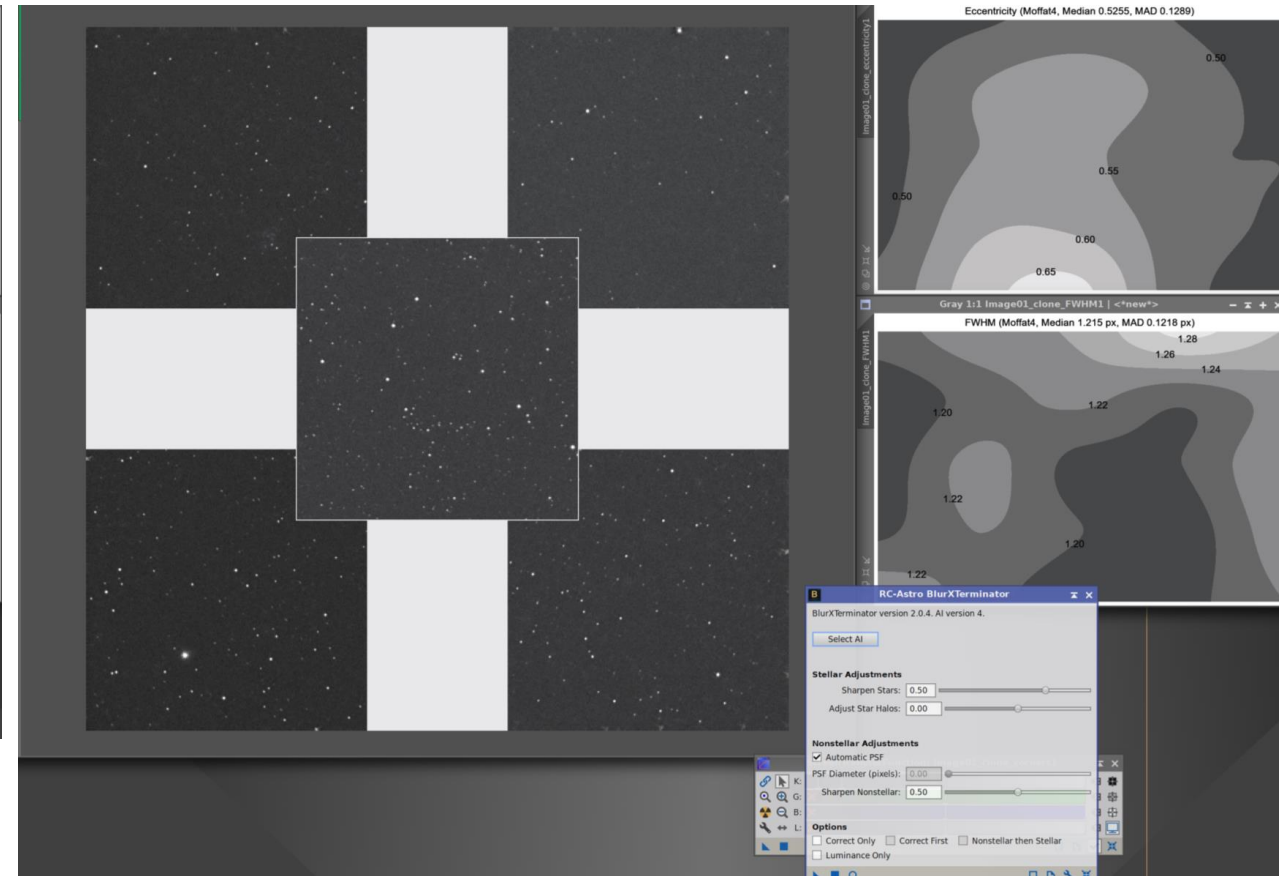 Eccentricity (Moffat4, Median 0.5255, MAD 0.1289)
Image01_clone_eccentricity1
0.50
0.55
0.50
0.60
0.65
Gray 1:1 Image01_clone_FWHM1 | <*new*>
FWHM (Moffat4, Median 1.215 px, MAD 0.1218 px)
Image01_clone_FWHM1
1.28
1.26
1.24
1.22
1.20
1.22
1.20
1.22
B
RC-Astro BlurXTerminator
BlurXTerminator version 2.0.4. AI version 4.
Select AI
Stellar Adjustments
Sharpen Stars: 0.50
Adjust Star Halos: 0.00
Nonstellar Adjustments
Automatic PSF
PSF Diameter (pixels): 0.00
Sharpen Nonstellar: 0.50
Options
Correct Only Correct First Nonstellar then Stellar
Luminance Only
K:
G:
B:
L: